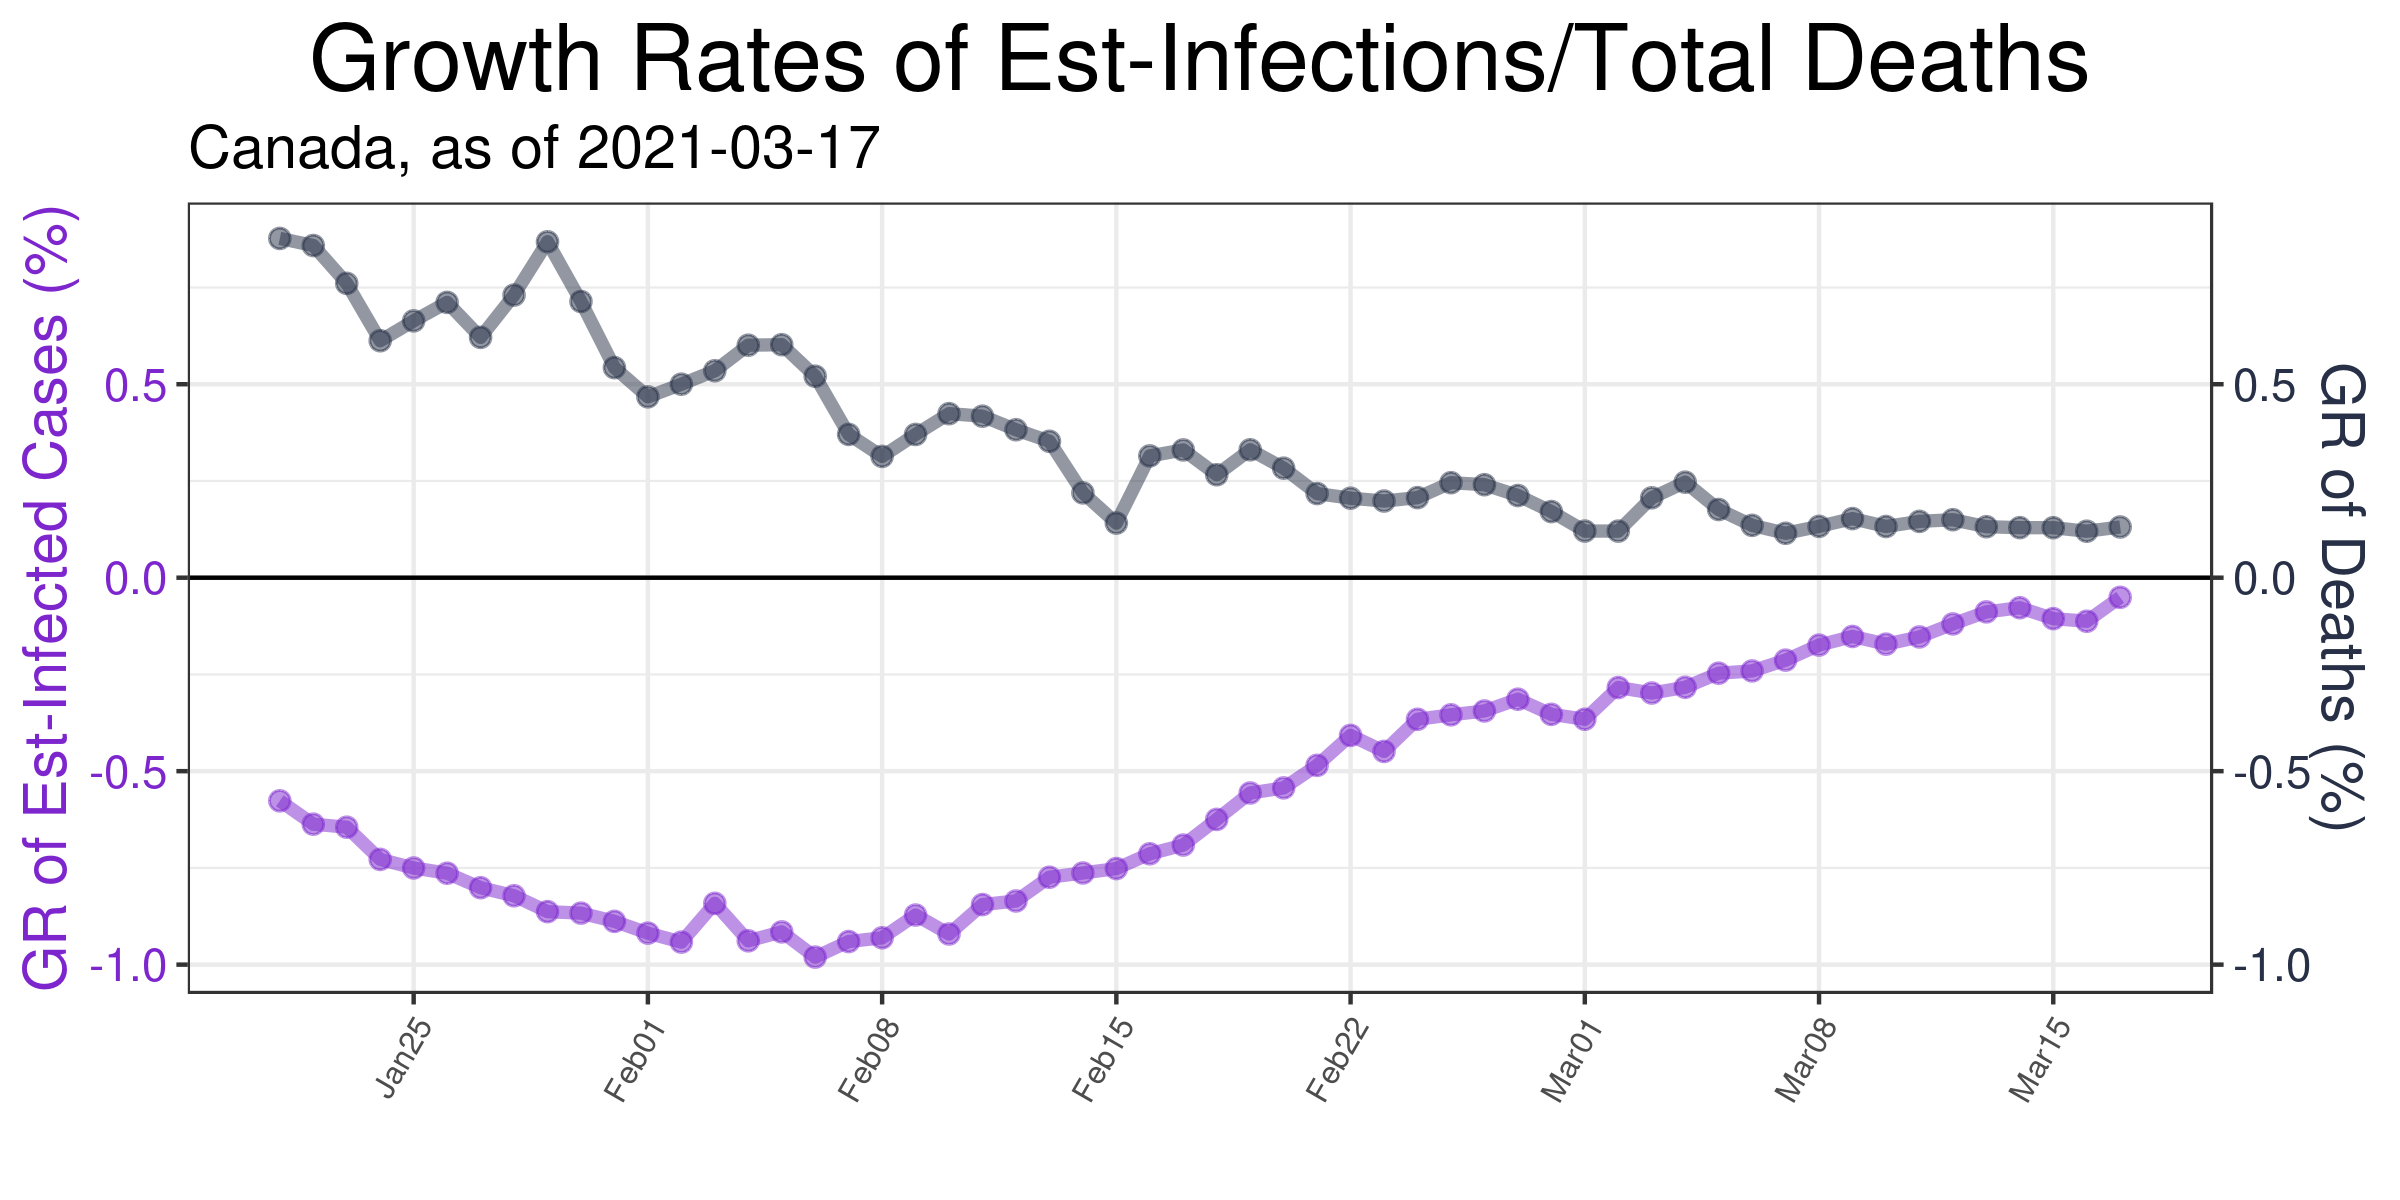 Growth Rates of Est-Infections/Total Deaths
Canada, as of 2021-03-17
GR of Est-Infected Cases (%)
0.5
0.0
-0.5
-1.0
0.5
0.0
-0.5
-1.0
GR of Deaths (%)
Jan25
Feb01
Feb08
Feb15
Feb22
Mar01
Mar08
Mar15